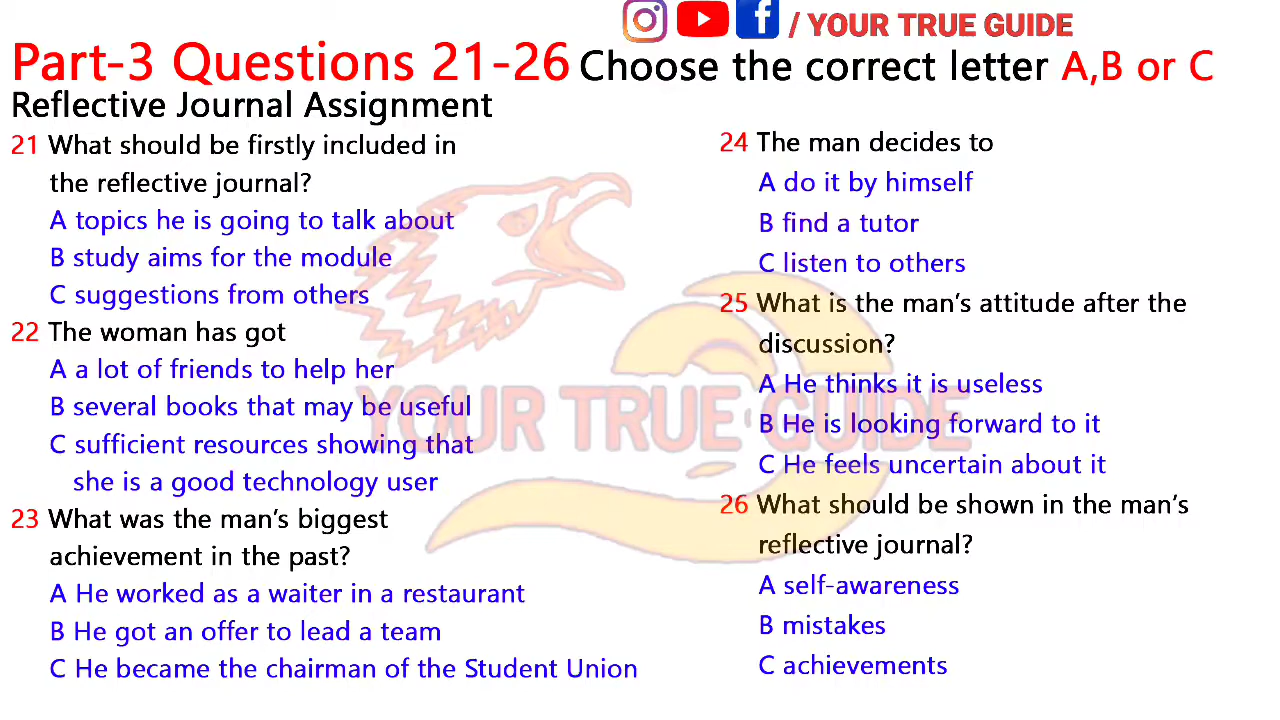 / YOUR TRUE GUIDE
Part-3 Questions 21-26 Choose the correct letter A,B or C
Reflective Journal Assignment
21 What should be firstly included in
the reflective journal?
A topics he is going to talk about
B study aims for the module
C suggestions from others
22 The woman has got
A a lot of friends to help her
B several books that may be useful
C sufficient resources showing that
she is a good technology user
23 What was the man's biggest
achievement in the past?
A He worked as a waiter in a restaurant
B He got an offer to lead a team
C He became the chairman of the Student Union
24 The man decides to
A do it by himself
B find a tutor
C listen to others
25 What is the man's attitude after the
discussion?
A He thinks it is useless
B He is looking forward to it
C He feels uncertain about it
26 What should be shown in the man's
reflective journal?
A self-awareness
B mistakes
C achievements
YOUR TRUE GUIDE